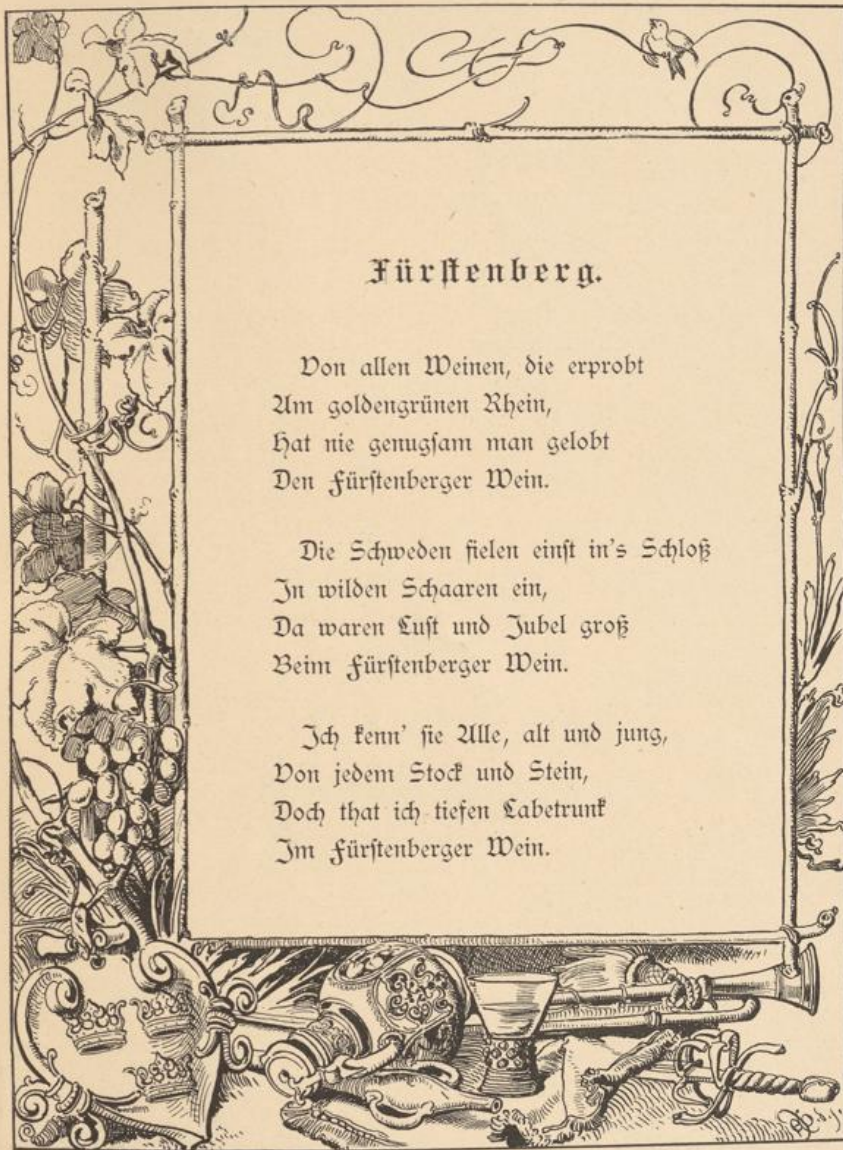 Fürstenberg.
Von allen Weinen, die erprobt
Am goldengrünen Rhein,
Hat nie genugsam man gelobt
Den Fürstenberger Wein.
Die Schweden fielen einst in's Schloß
In wilden Schaaren ein,
Da waren Lust und Jubel groß
Beim Fürstenberger Wein.
Ich kenn' sie Alle, alt und jung,
Von jedem Stock und Stein,
Doch that ich tiefen Labetrunk
Im Fürstenberger Wein.